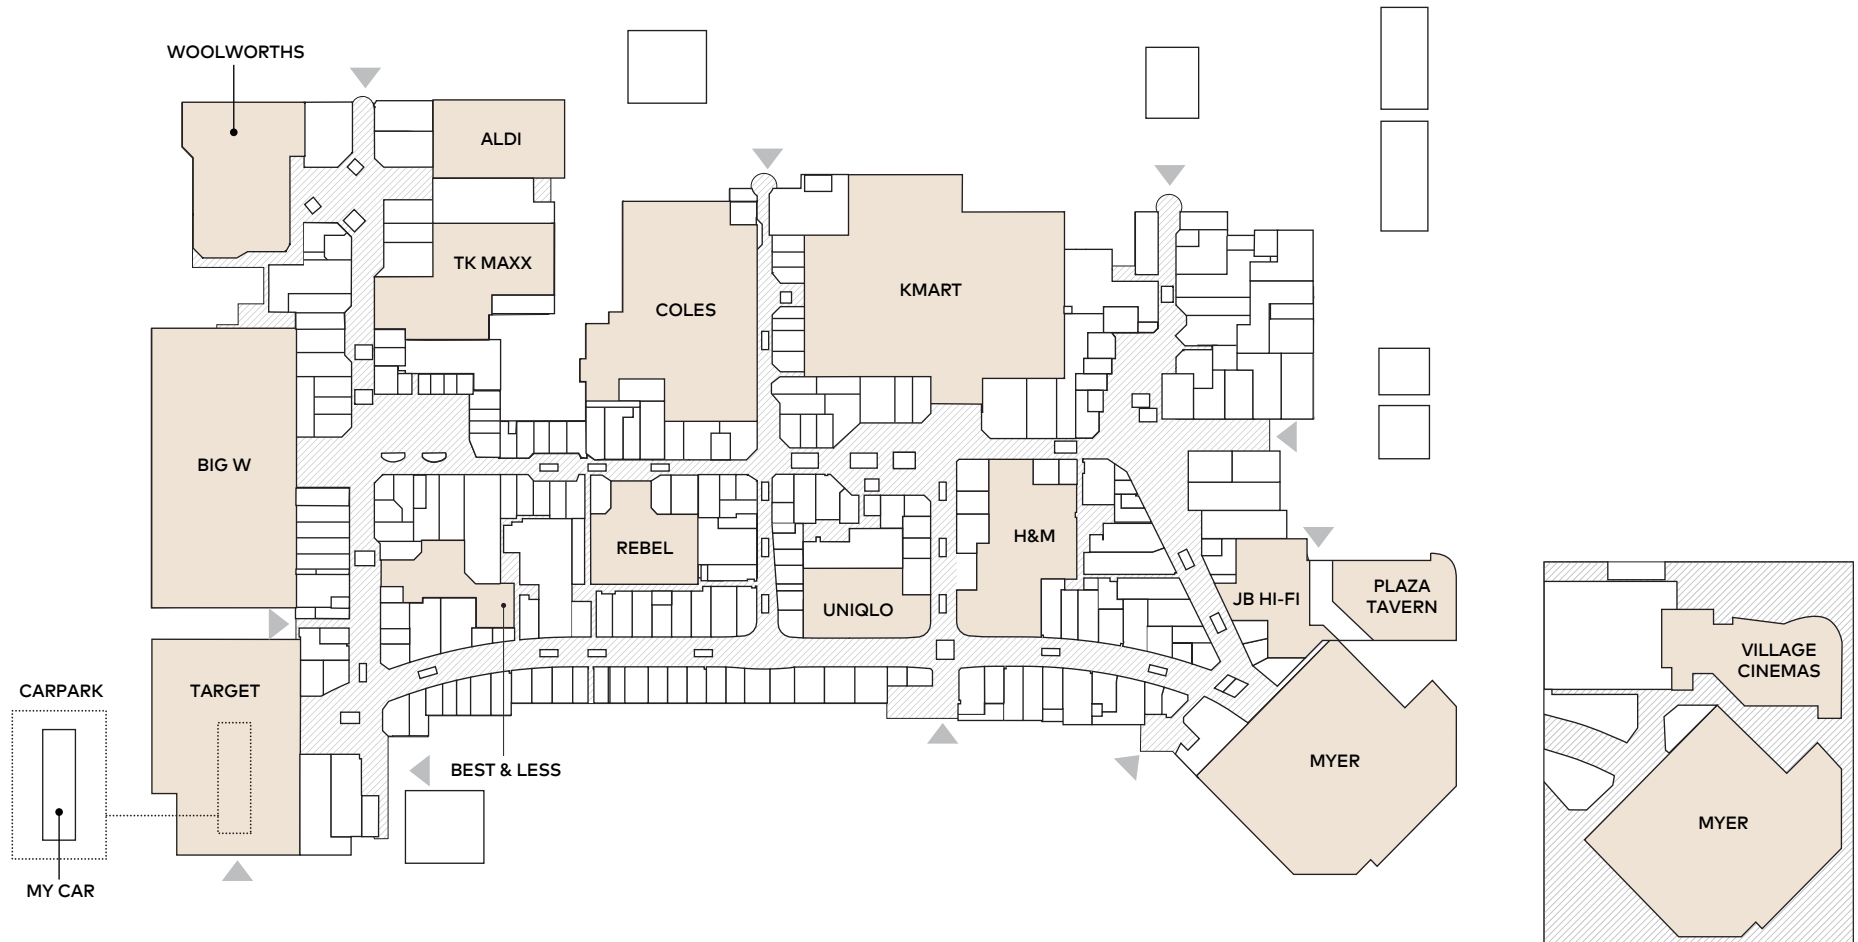 WOOLWORTHS
ALDI
TK MAXX
COLES
KMART
BIG W
REBEL
H&M
UNIQLO
JB HI-FI
PLAZA
TAVERN
VILLAGE
CINEMAS
CARPARK
TARGET
BEST & LESS
MYER
MYER
MY CAR